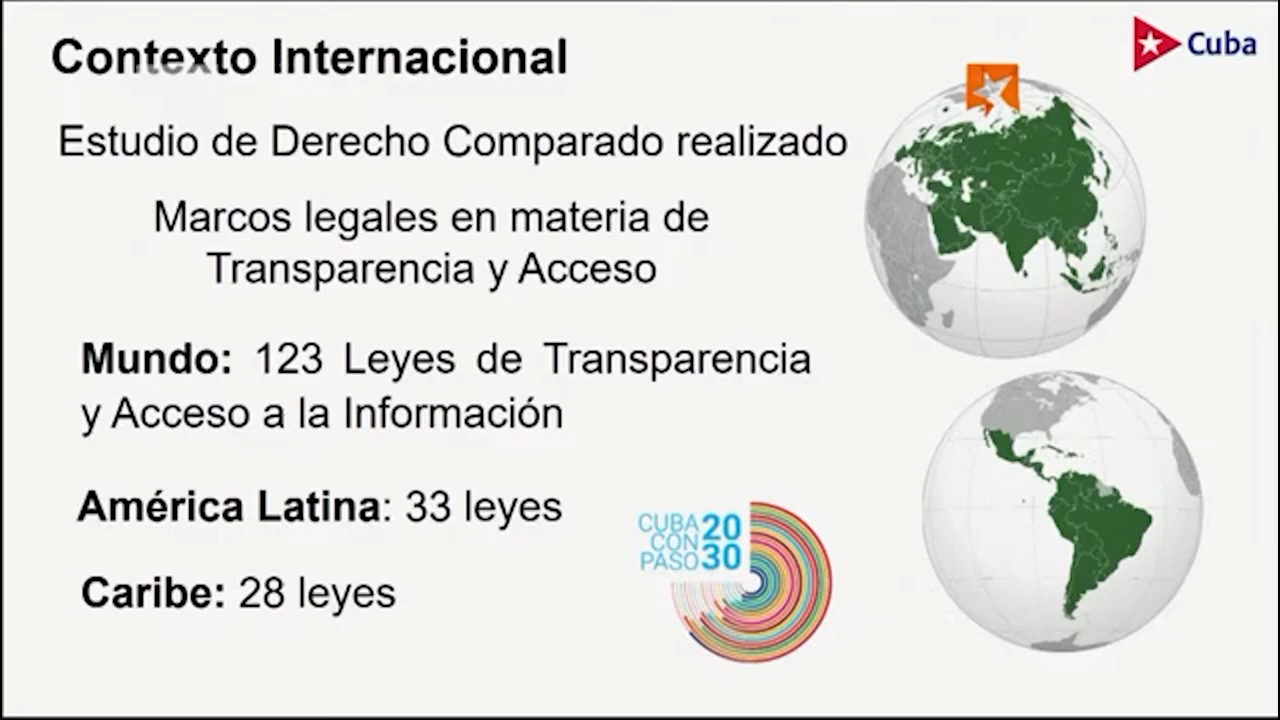 Contexto Internacional
Cuba
Estudio de Derecho Comparado realizado
Marcos legales en materia de
Transparencia y Acceso
Mundo: 123 Leyes de Transparencia
y Acceso a la Información
América Latina: 33 leyes
Caribe: 28 leyes
CUBA 20
CON
PASO 30